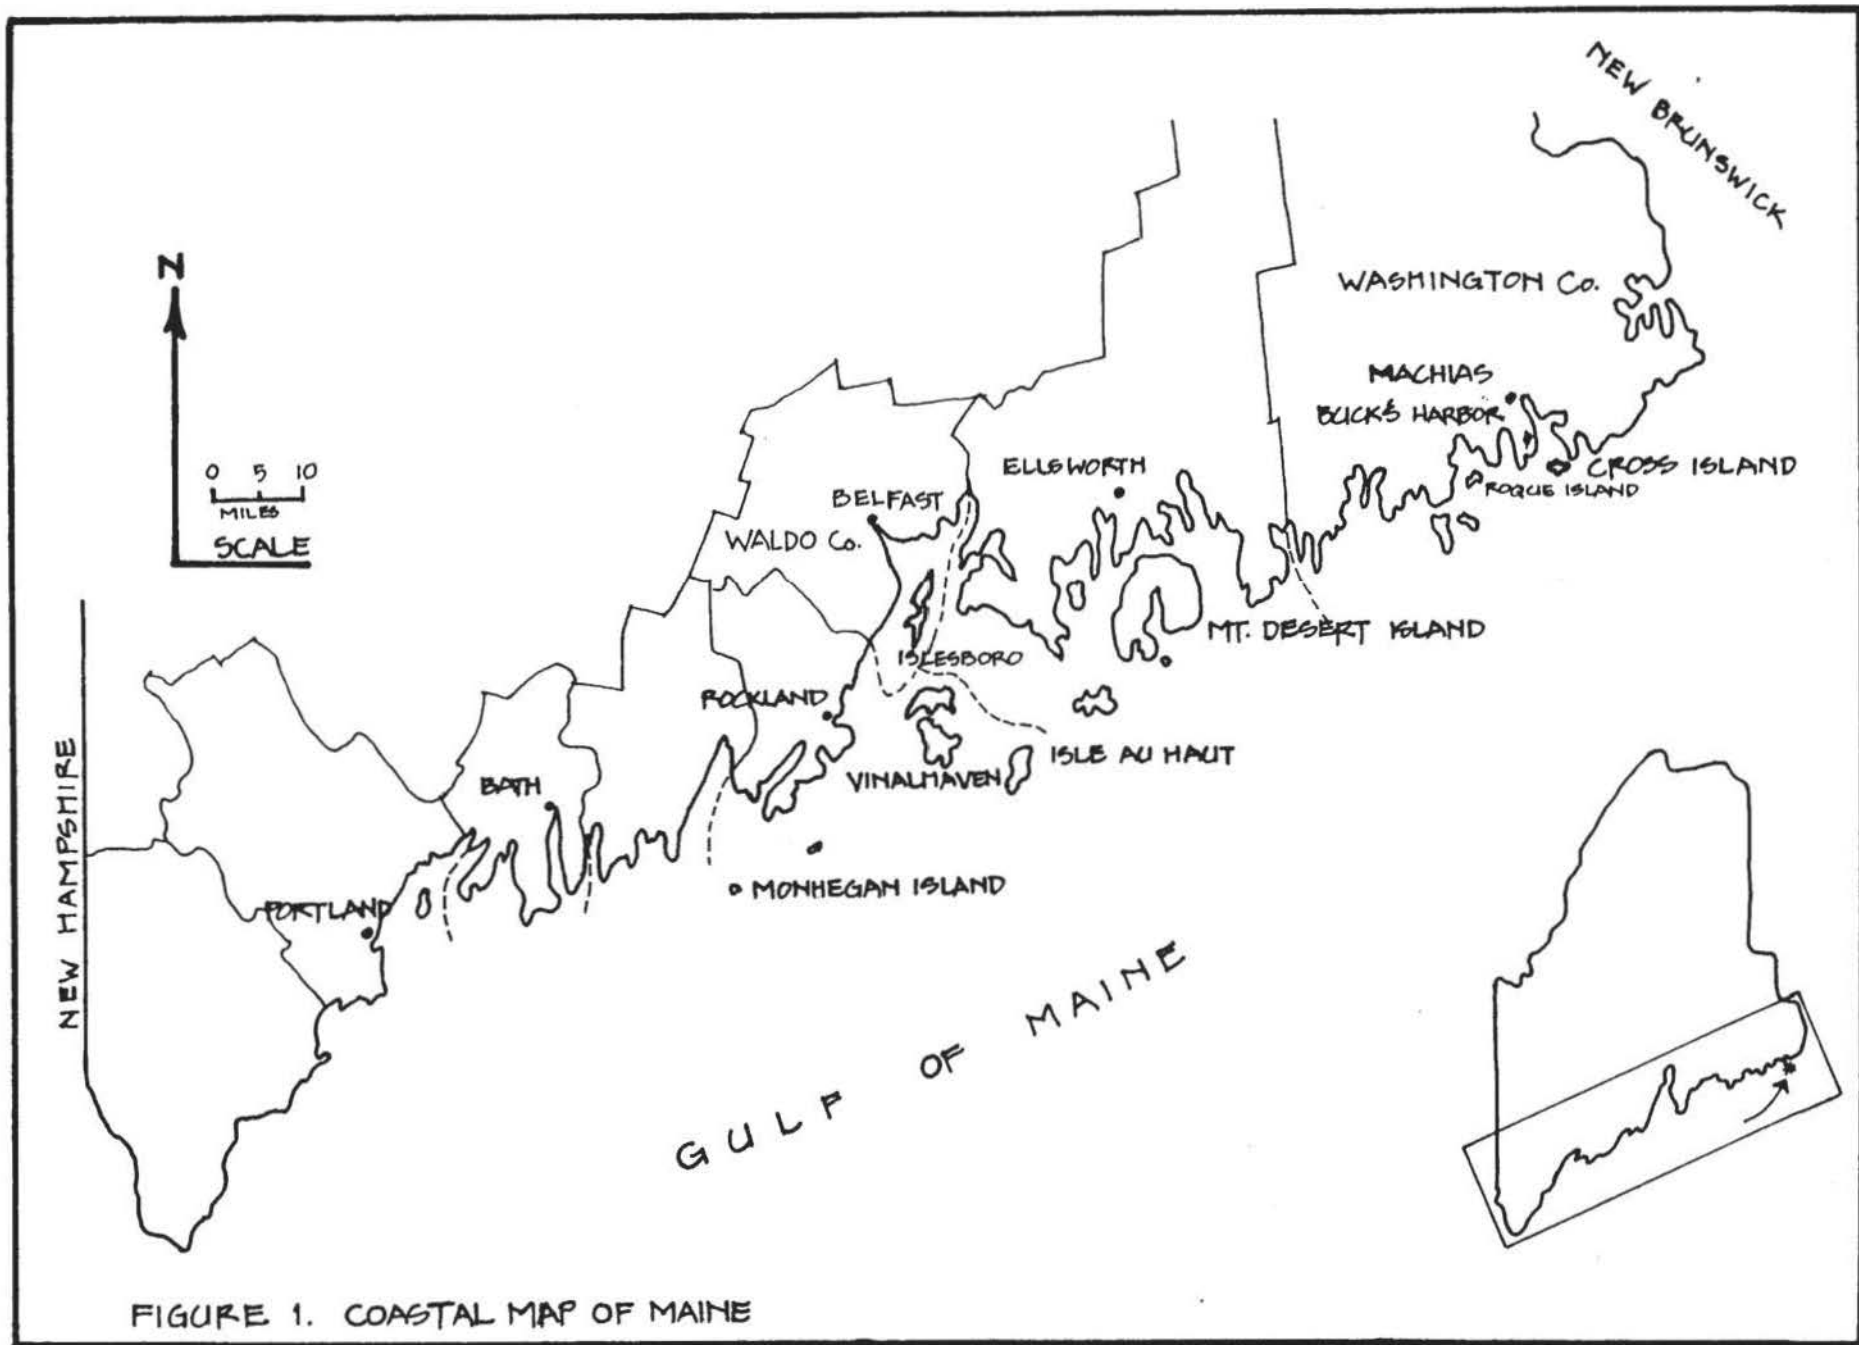 NEW BRUNSWICK
N
WASHINGTON Co.
MACHIAS
BUCKS HARBOR
CROSS ISLAND
ROQUE ISLAND
ELLSWORTH
BELFAST
WALDO Co.
0 5 10
MILES
SCALE
MT. DESERT ISLAND
ISLESBORO
ROCKLAND
ISLE AU HAUT
VINALHAVEN
BATH
MONHEGAN ISLAND
PORTLAND
NEW HAMPSHIRE
GULF OF MAINE
FIGURE 1. COASTAL MAP OF MAINE